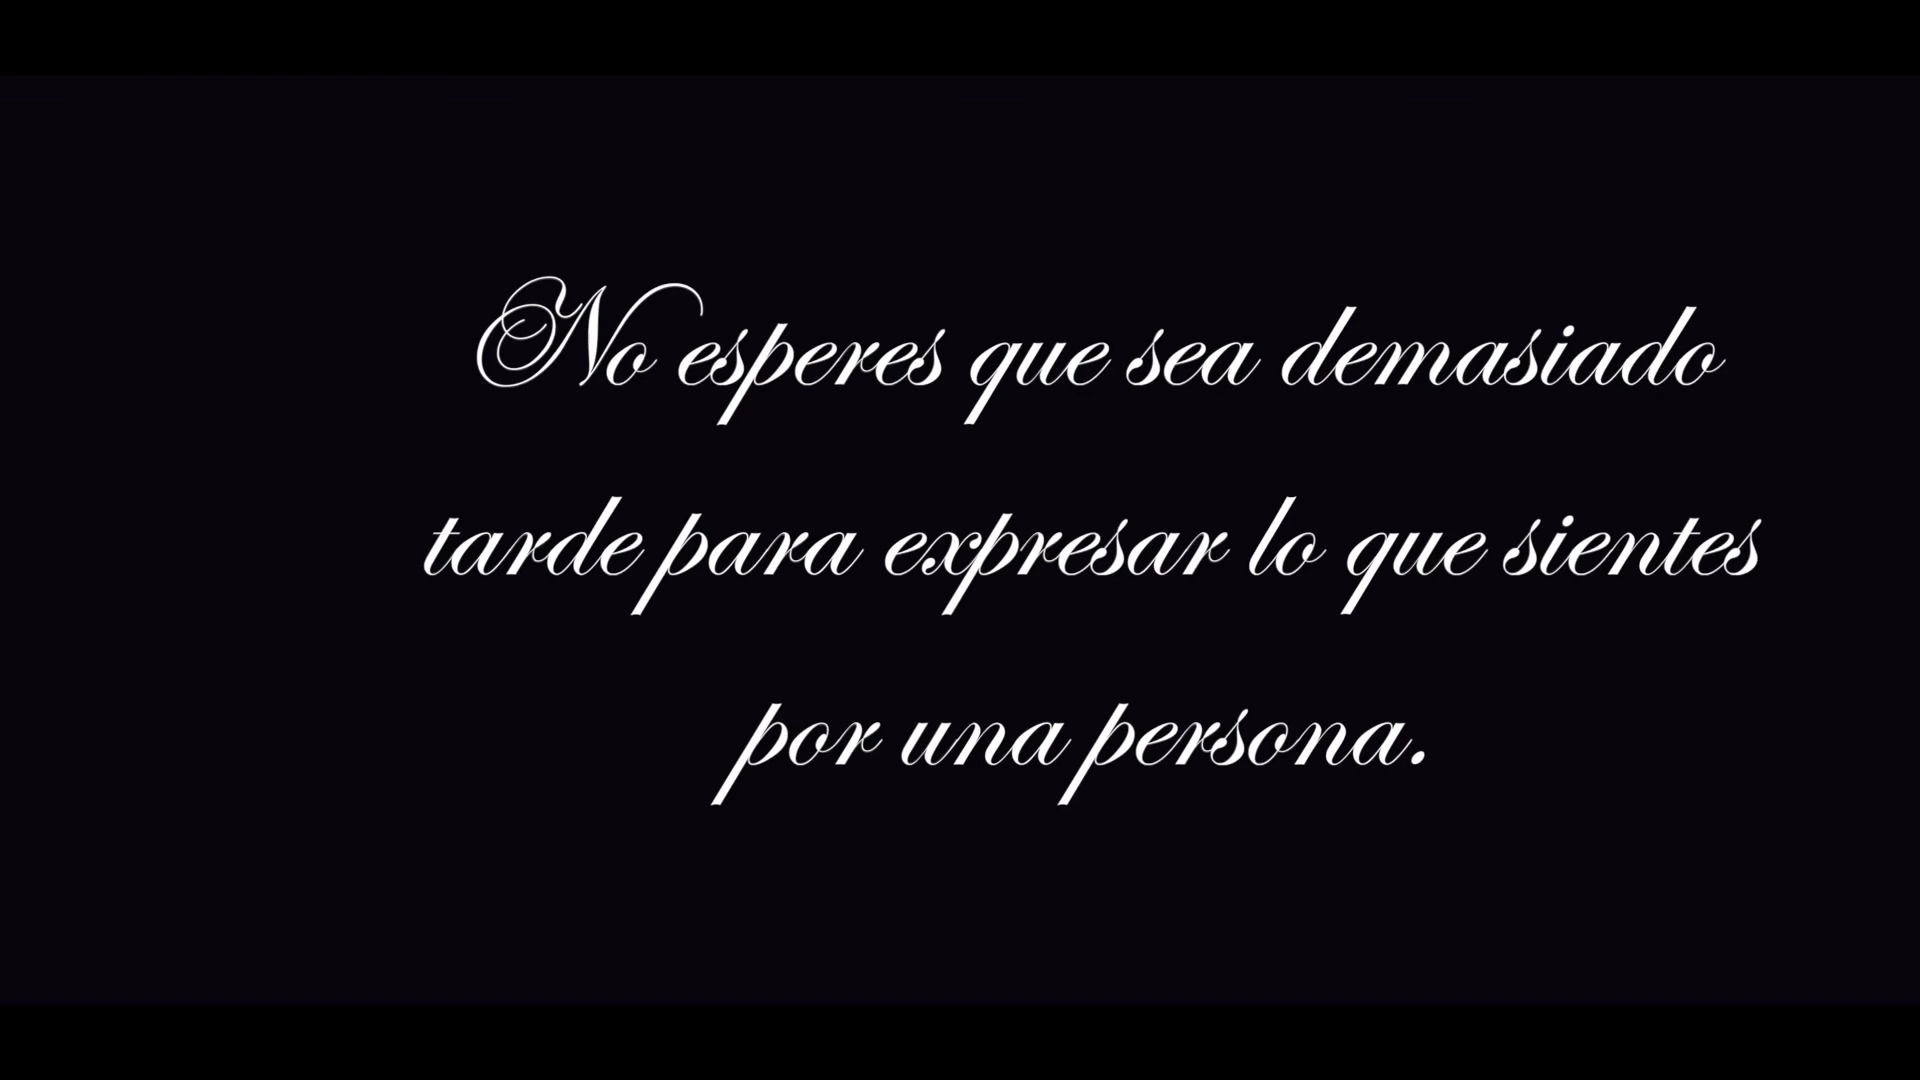 No esperes que sea demasiado
tarde para expresar lo que sientes
por una persona.